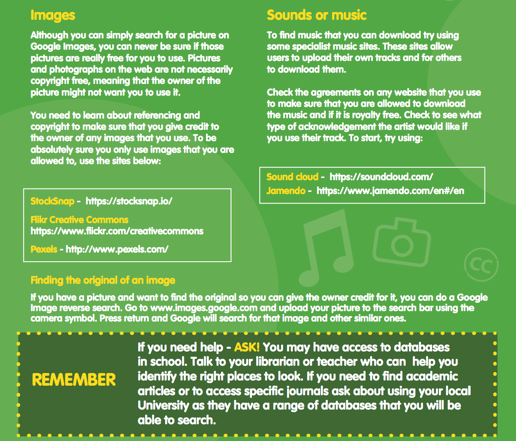 Images
Although you can simply search for a picture on
Google Images, you can never be sure if those
pictures are really free for you to use. Pictures
and photographs on the web are not necessarily
copyright free, meaning that the owner of the
picture might not want you to use it.
You need to learn about referencing and
copyright to make sure that you give credit to
the owner of any images that you use. To be
absolutely sure you only use images that you are
allowed to, use the sites below:
StockSnap - https://stocksnap.io/
Flikr Creative Commons
https://www.flickr.com/creativecommons
Pexels - http://www.pexels.com/
Sounds or music
To find music that you can download try using
some specialist music sites. These sites allow
users to upload their own tracks and for others
to download them.
Check the agreements on any website that you use
to make sure that you are allowed to download
the music and if it is royalty free. Check to see what
type of acknowledgement the artist would like if
you use their track. To start, try using:
Sound cloud - https://soundcloud.com/
Jamendo - https://www.jamendo.com/en#/en
CC
Finding the original of an image
If you have a picture and want to find the original so you can give the owner credit for it, you can do a Google
Image reverse search. Go to www.images.google.com and upload your picture to the search bar using the
camera symbol. Press return and Google will search for that image and other similar ones.
REMEMBER
If you need help - ASK! You may have access to databases
in school. Talk to your librarian or teacher who can help you
identify the right places to look. If you need to find academic
articles or to access specific journals ask about using your local
University as they have a range of databases that you will be
able to search.